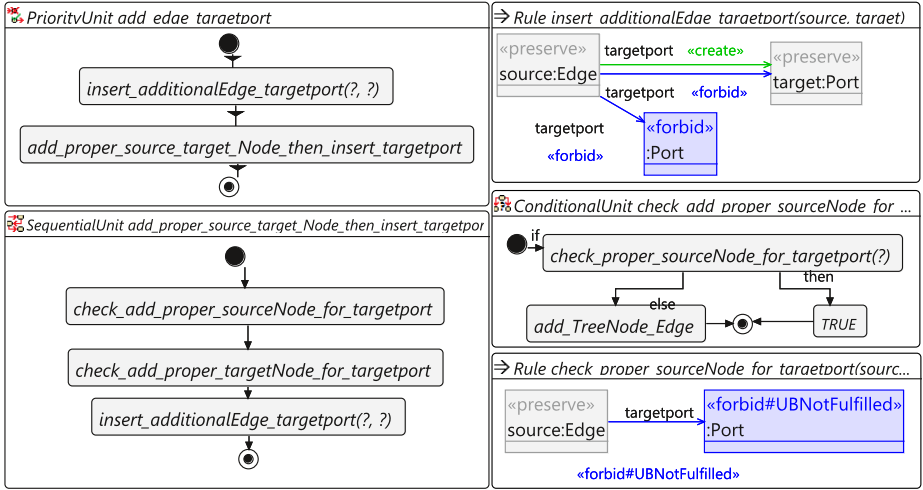 PriorityUnit add_edge_targetport
insert_additionalEdge_targetport(?, ?)
add_proper_source_target_Node_then_insert_targetport
SequentialUnit add_proper_source_target_Node_then_insert_targetpor
check_add_proper_sourceNode_for_targetport
check_add_proper_targetNode_for_targetport
insert_additionalEdge_targetport(?, ?)
Rule insert_additionalEdge_targetport(source, target)
«preserve»
source:Edge
targetport «create»
targetport «forbid»
«preserve»
target:Port
targetport
«forbid»
«forbid»
:Port
ConditionalUnit check_add_proper_sourceNode_for_ ...
if
check_proper_sourceNode_for_targetport(?)
then
else
add_TreeNode_Edge
TRUE
Rule check_proper_sourceNode_for_targetport(sourc...
«preserve»
source:Edge
targetport
«forbid#UBNotFulfilled»
:Port
«forbid#UBNotFulfilled»